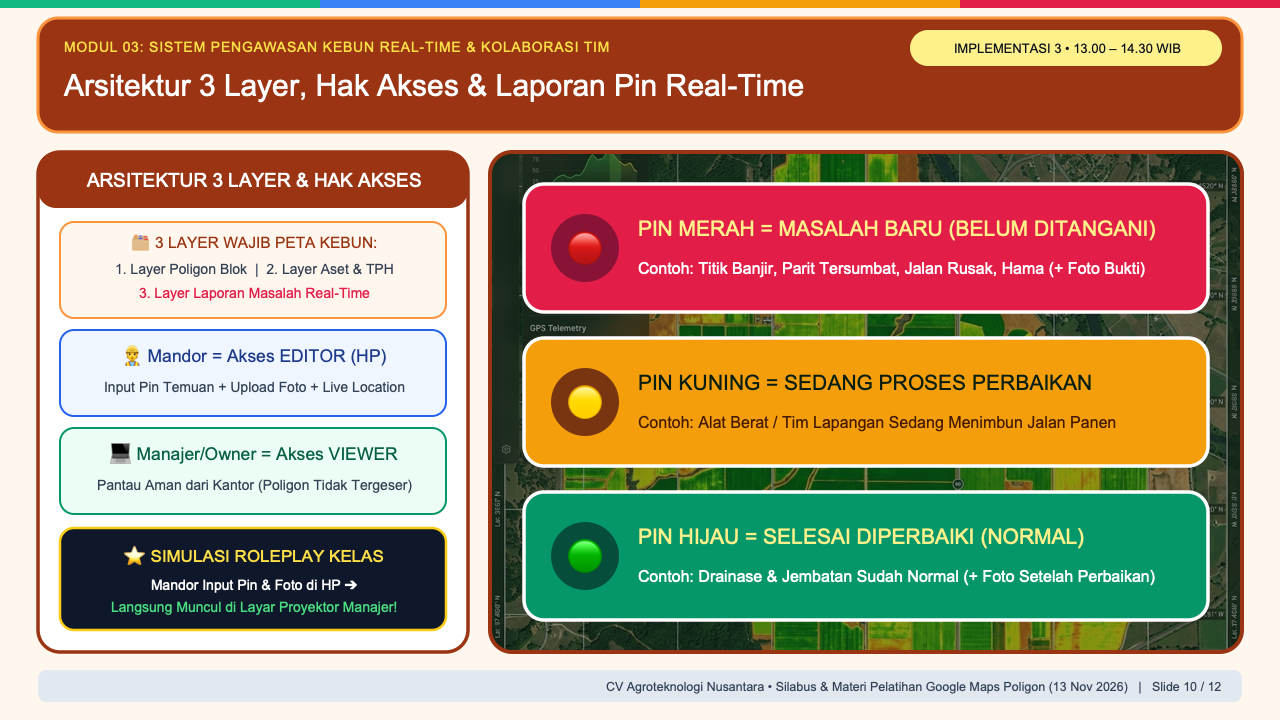 MODUL 03: SISTEM PENGAWASAN KEBUN REAL-TIME & KOLABORASI TIM
IMPLEMENTASI 3 • 13.00 – 14.30 WIB
Arsitektur 3 Layer, Hak Akses & Laporan Pin Real-Time
ARSITEKTUR 3 LAYER & HAK AKSES
3 LAYER WAJIB PETA KEBUN:
1. Layer Poligon Blok | 2. Layer Aset & TPH
3. Layer Laporan Masalah Real-Time
Mandor = Akses EDITOR (HP)
Input Pin Temuan + Upload Foto + Live Location
Manajer/Owner = Akses VIEWER
Pantau Aman dari Kantor (Poligon Tidak Tergeser)
SIMULASI ROLEPLAY KELAS
Mandor Input Pin & Foto di HP ➔
Langsung Muncul di Layar Proyektor Manajer!
PIN MERAH = MASALAH BARU (BELUM DITANGANI)
Contoh: Titik Banjir, Parit Tersumbat, Jalan Rusak, Hama (+ Foto Bukti)
GPS Telemetry
PIN KUNING = SEDANG PROSES PERBAIKAN
Contoh: Alat Berat / Tim Lapangan Sedang Menimbun Jalan Panen
PIN HIJAU = SELESAI DIPERBAIKI (NORMAL)
Contoh: Drainase & Jembatan Sudah Normal (+ Foto Setelah Perbaikan)
CV Agroteknologi Nusantara • Silabus & Materi Pelatihan Google Maps Poligon (13 Nov 2026) | Slide 10 / 12